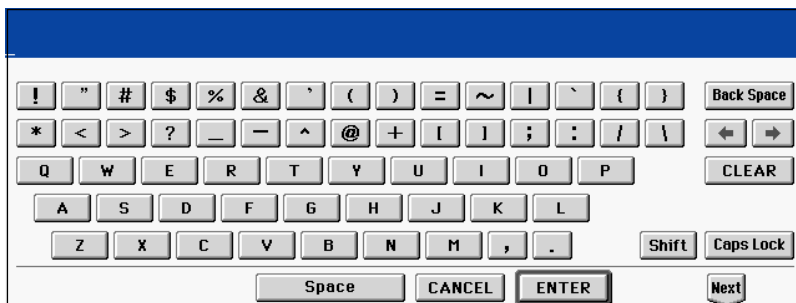 ! " # $ % & ' ( ) = ~ | ` { } Back Space
* < > ? _ - ^ @ + [ ] ; : / \ ← →
Q W E R T Y U I O P CLEAR
A S D F G H J K L
Z X C V B N M , . Shift Caps Lock
Space CANCEL ENTER Next